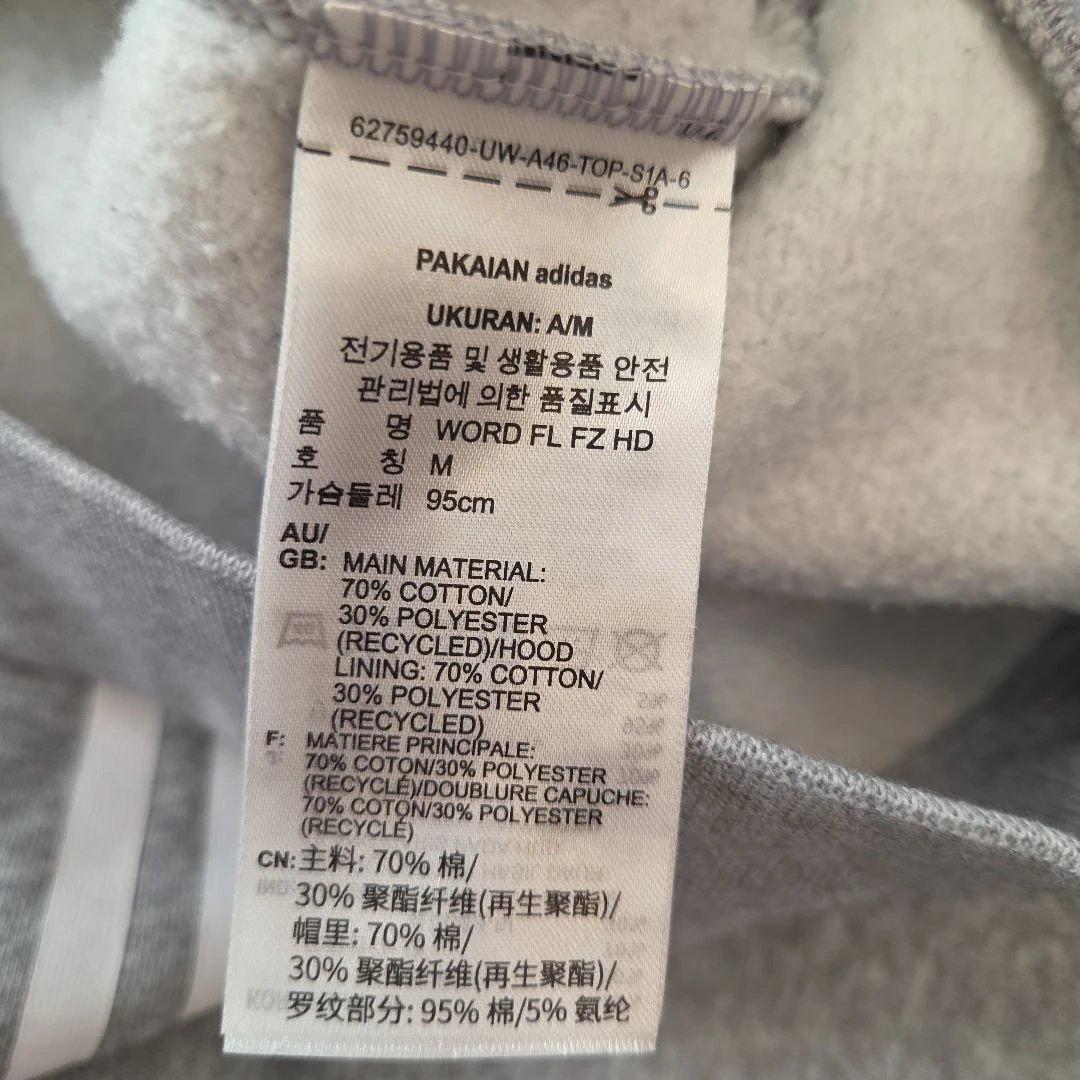 62759440-UW-A46-TOP-S1A-6
PAKAIAN adidas
UKURAN: A/M
전기용품 및 생활용품 안전
관리법에 의한 품질표시
품 명 WORD FL FZ HD
호 칭 M
가슴둘레 95cm
AU/
GB: MAIN MATERIAL:
70% COTTON/
30% POLYESTER
(RECYCLED)/HOOD
LINING: 70% COTTON/
30% POLYESTER
(RECYCLED)
F: MATIERE PRINCIPALE:
70% COTON/30% POLYESTER
(RECYCLÉ)/DOUBLURE CAPUCHE:
70% COTON/30% POLYESTER
(RECYCLÉ)
CN: 主料: 70% 棉/
30% 聚酯纤维(再生聚酯)/
帽里: 70% 棉/
30% 聚酯纤维(再生聚酯)/
罗纹部分: 95% 棉/5% 氨纶